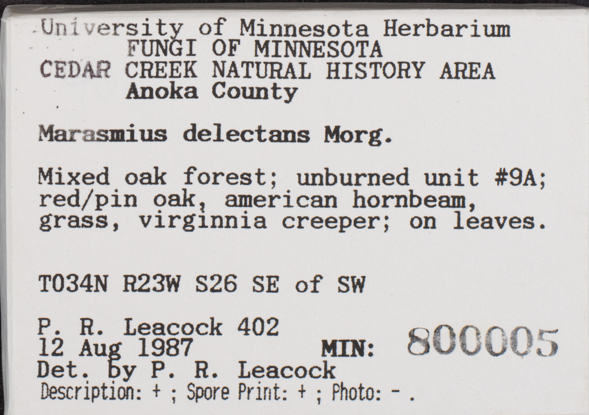 University of Minnesota Herbarium
FUNGI OF MINNESOTA
CEDAR CREEK NATURAL HISTORY AREA
Anoka County
Marasmius delectans Morg.
Mixed oak forest; unburned unit #9A;
red/pin oak, american hornbeam,
grass, virginnia creeper; on leaves.
T034N R23W S26 SE of SW
P. R. Leacock 402
12 Aug 1987 MIN: 800005
Det. by P. R. Leacock
Description: + ; Spore Print: + ; Photo: - .